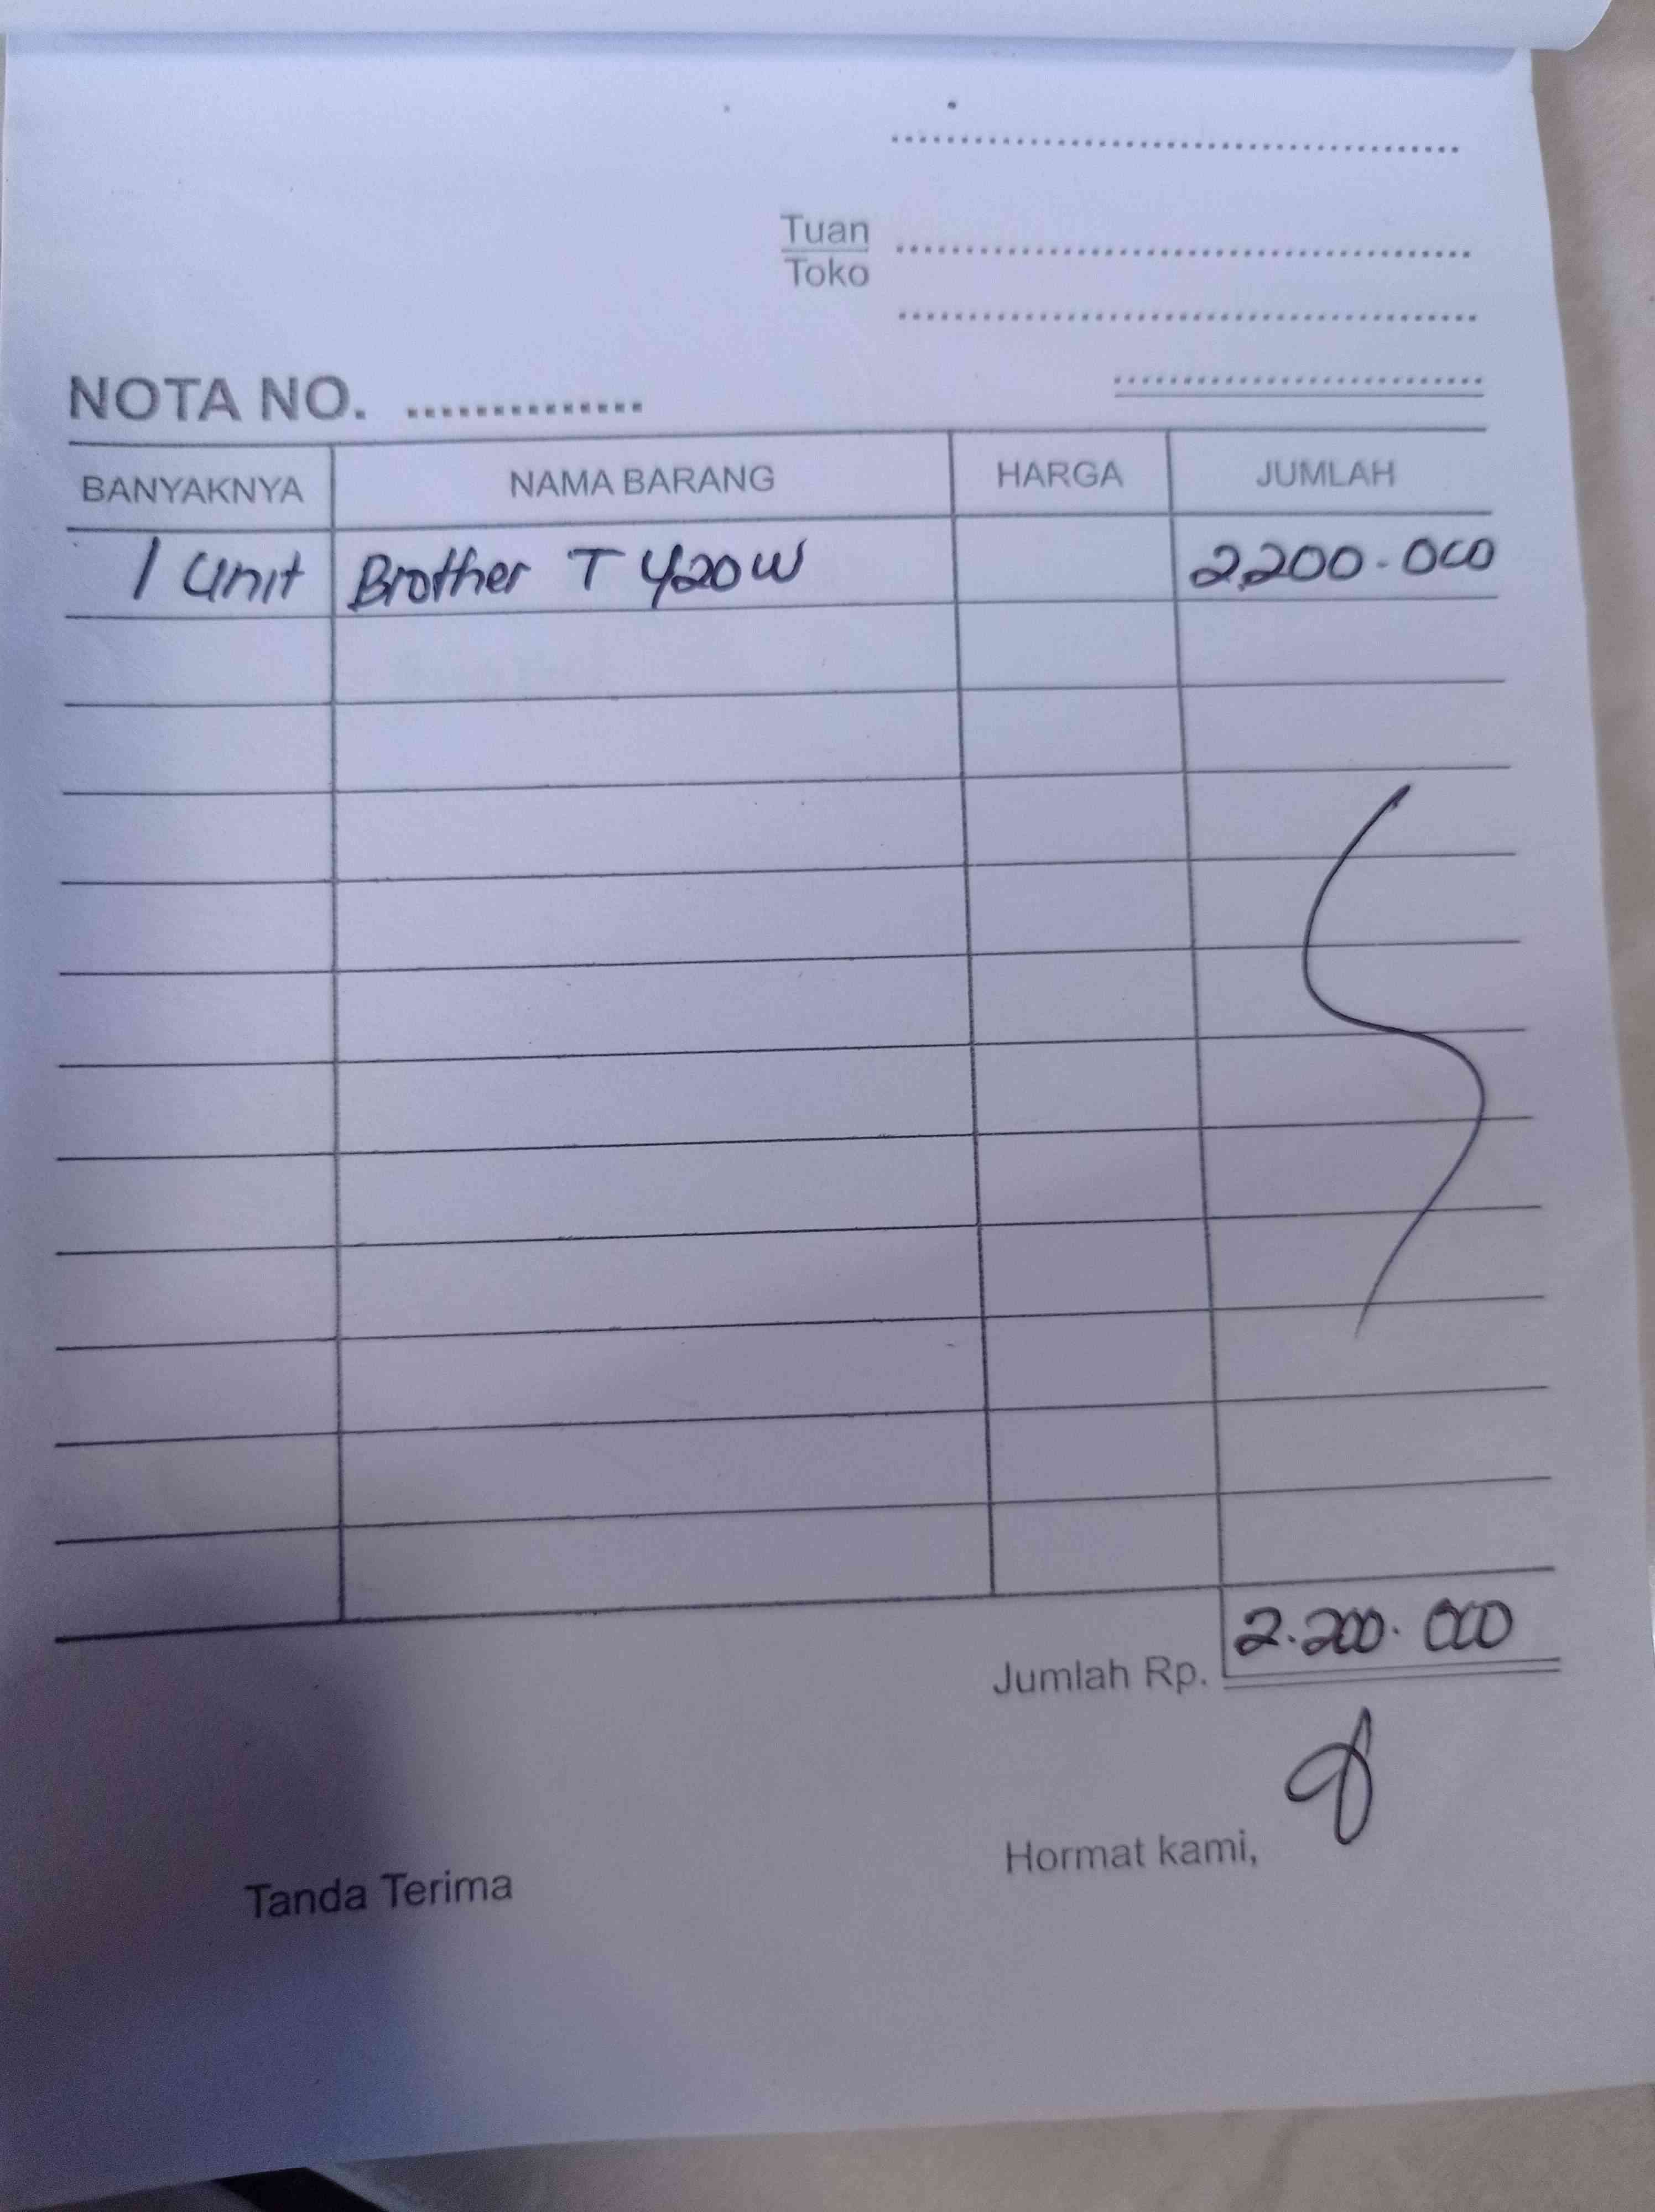 Tuan
Toko
NOTA NO. ..............
BANYAKNYA NAMA BARANG HARGA JUMLAH
1 Unit Brother T 420W 2.200.000
Jumlah Rp. 2.200.000
Hormat kami,
Tanda Terima